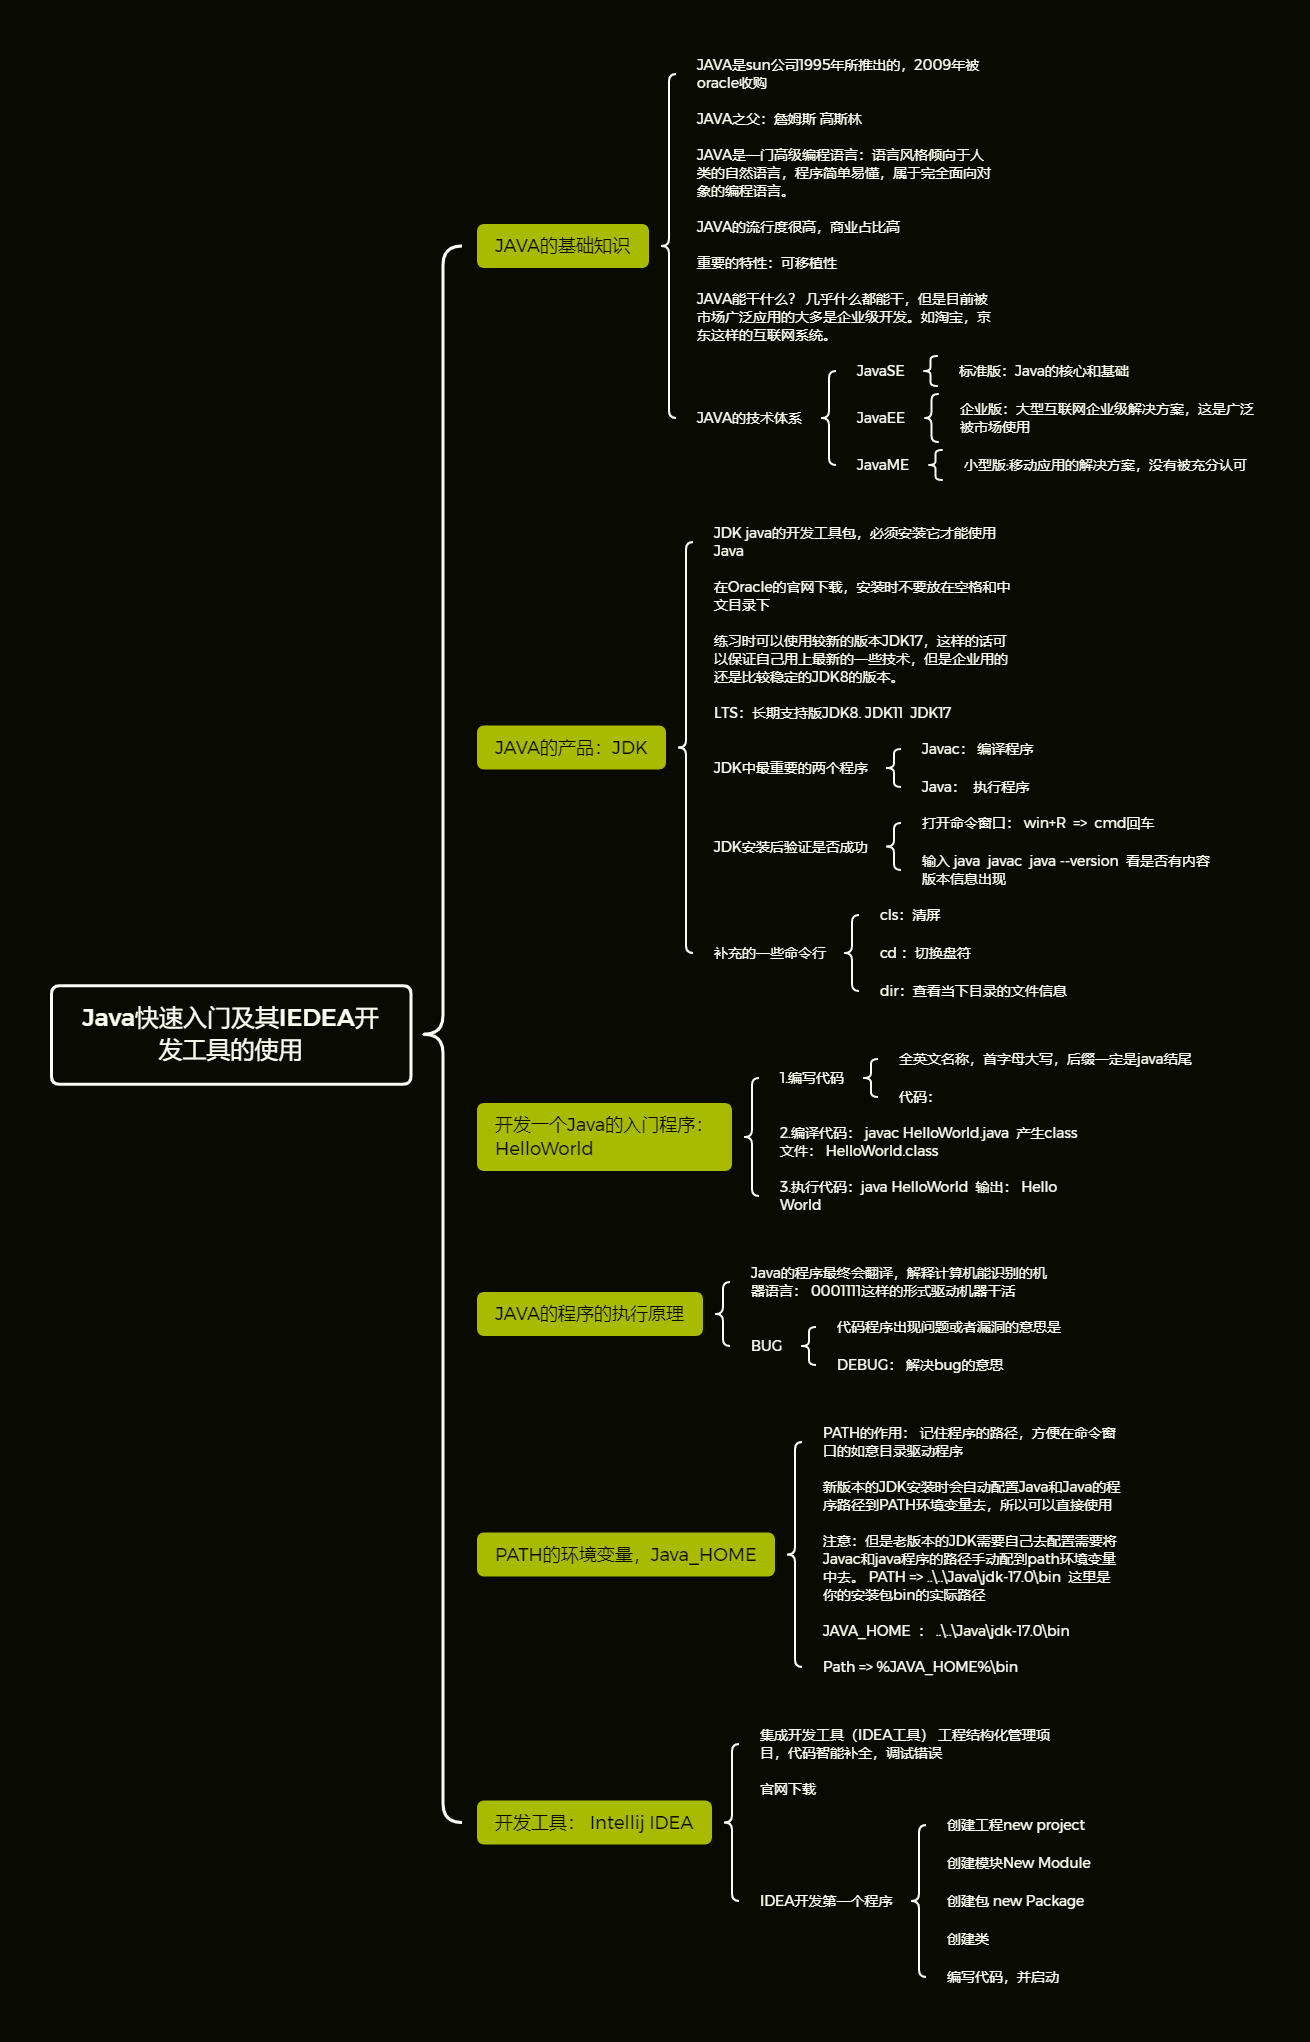 Java快速入门及其IEDEA开
发工具的使用
JAVA的基础知识
JAVA是sun公司1995年所推出的，2009年被
oracle收购
JAVA之父：詹姆斯 高斯林
JAVA是一门高级编程语言：语言风格倾向于人
类的自然语言，程序简单易懂，属于完全面向对
象的编程语言。
JAVA的流行度很高，商业占比高
重要的特性：可移植性
JAVA能干什么？ 几乎什么都能干，但是目前被
市场广泛应用的大多是企业级开发。如淘宝，京
东这样的互联网系统。
JAVA的技术体系
JavaSE
标准版：Java的核心和基础
JavaEE
企业版：大型互联网企业级解决方案，这是广泛
被市场使用
JavaME
小型版:移动应用的解决方案，没有被充分认可
JAVA的产品：JDK
JDK java的开发工具包，必须安装它才能使用
Java
在Oracle的官网下载，安装时不要放在空格和中
文目录下
练习时可以使用较新的版本JDK17，这样的话可
以保证自己用上最新的一些技术，但是企业用的
还是比较稳定的JDK8的版本。
LTS：长期支持版JDK8. JDK11 JDK17
JDK中最重要的两个程序
Javac： 编译程序
Java： 执行程序
JDK安装后验证是否成功
打开命令窗口： win+R => cmd回车
输入 java javac java --version 看是否有内容
版本信息出现
补充的一些命令行
cls：清屏
cd ：切换盘符
dir：查看当下目录的文件信息
开发一个Java的入门程序：
HelloWorld
1.编写代码
全英文名称，首字母大写，后缀一定是java结尾
代码：
2.编译代码： javac HelloWorld.java 产生class
文件： HelloWorld.class
3.执行代码：java HelloWorld 输出： Hello
World
JAVA的程序的执行原理
Java的程序最终会翻译，解释计算机能识别的机
器语言： 0001111这样的形式驱动机器干活
BUG
代码程序出现问题或者漏洞的意思是
DEBUG： 解决bug的意思
PATH的环境变量，Java_HOME
PATH的作用： 记住程序的路径，方便在命令窗
口的如意目录驱动程序
新版本的JDK安装时会自动配置Java和Java的程
序路径到PATH环境变量去，所以可以直接使用
注意：但是老版本的JDK需要自己去配置需要将
Javac和java程序的路径手动配到path环境变量
中去。 PATH => ..\..\Java\jdk-17.0\bin 这里是
你的安装包bin的实际路径
JAVA_HOME ： ..\..\Java\jdk-17.0\bin
Path => %JAVA_HOME%\bin
开发工具： Intellij IDEA
集成开发工具（IDEA工具） 工程结构化管理项
目，代码智能补全，调试错误
官网下载
IDEA开发第一个程序
创建工程new project
创建模块New Module
创建包 new Package
创建类
编写代码，并启动